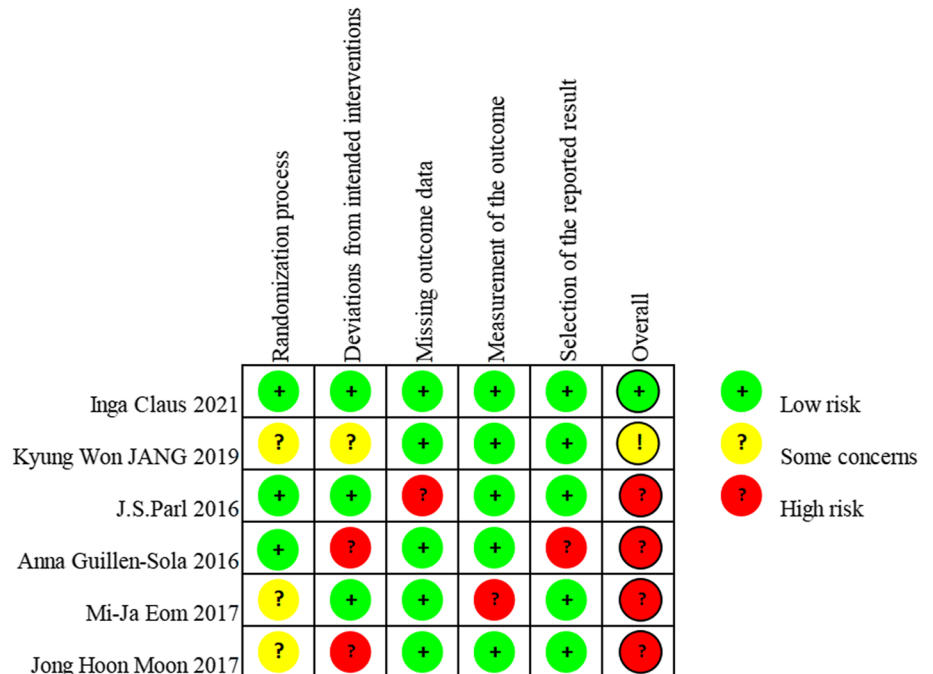 Randomization process
Deviations from intended interventions
Missing outcome data
Measurement of the outcome
Selection of the reported result
Overall
Inga Claus 2021 + + + + + +
+ Low risk
Kyung Won JANG 2019 ? ? + + + !
? Some concerns
J.S.Parl 2016 + + ? + + ?
? High risk
Anna Guillen-Sola 2016 + ? + + ? ?
Mi-Ja Eom 2017 ? + + ? + ?
Jong Hoon Moon 2017 ? ? + + + ?